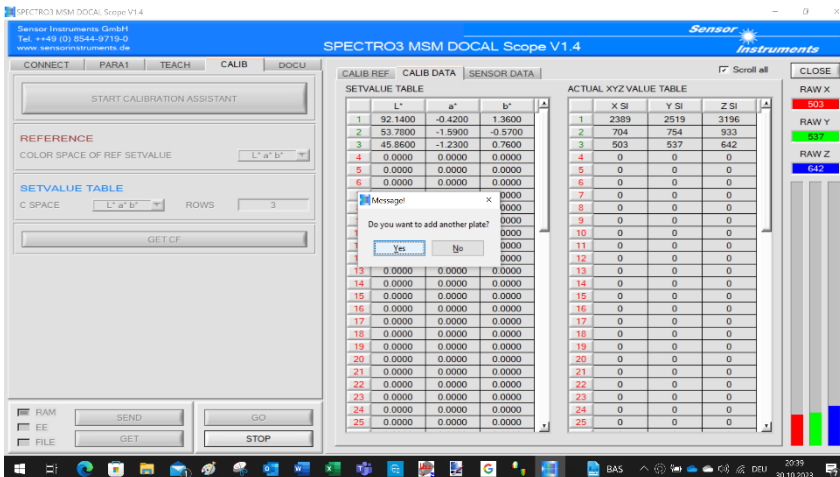 SPECTRO3 MSM DOCAL Scope V1.4
Sensor Instruments GmbH
Tel. ++49 (0) 8544-9719-0
www.sensorinstruments.de
SPECTRO3 MSM DOCAL Scope V1.4
Sensor
Instruments
CONNECT PARA1 TEACH CALIB DOCU
START CALIBRATION ASSISTANT
REFERENCE
COLOR SPACE OF REF SETVALUE L* a* b*
SETVALUE TABLE
C SPACE L* a* b* ROWS 3
GET CF
RAM
EE
FILE
SEND GO
GET STOP
CALIB REF CALIB DATA SENSOR DATA
Scroll all
SETVALUE TABLE ACTUAL XYZ VALUE TABLE
L* a* b* X SI Y SI Z SI
1 92.1400 -0.4200 1.3600 1 2389 2519 3196
2 53.7800 -1.5900 -0.5700 2 704 754 933
3 45.8600 -1.2300 0.7600 3 503 537 642
4 0.0000 0.0000 0.0000 4 0 0 0
5 0.0000 0.0000 0.0000 5 0 0 0
6 0.0000 0.0000 0.0000 6 0 0 0
7 0 0 0
8 0 0 0
9 0 0 0
10 0 0 0
11 0 0 0
12 0 0 0
Message!
Do you want to add another plate?
Yes No
13 0.0000 0.0000 0.0000 13 0 0 0
14 0.0000 0.0000 0.0000 14 0 0 0
15 0.0000 0.0000 0.0000 15 0 0 0
16 0.0000 0.0000 0.0000 16 0 0 0
17 0.0000 0.0000 0.0000 17 0 0 0
18 0.0000 0.0000 0.0000 18 0 0 0
19 0.0000 0.0000 0.0000 19 0 0 0
20 0.0000 0.0000 0.0000 20 0 0 0
21 0.0000 0.0000 0.0000 21 0 0 0
22 0.0000 0.0000 0.0000 22 0 0 0
23 0.0000 0.0000 0.0000 23 0 0 0
24 0.0000 0.0000 0.0000 24 0 0 0
25 0.0000 0.0000 0.0000 25 0 0 0
CLOSE
RAW X
503
RAW Y
537
RAW Z
642
BAS
DEU
20:39
30.10.2023